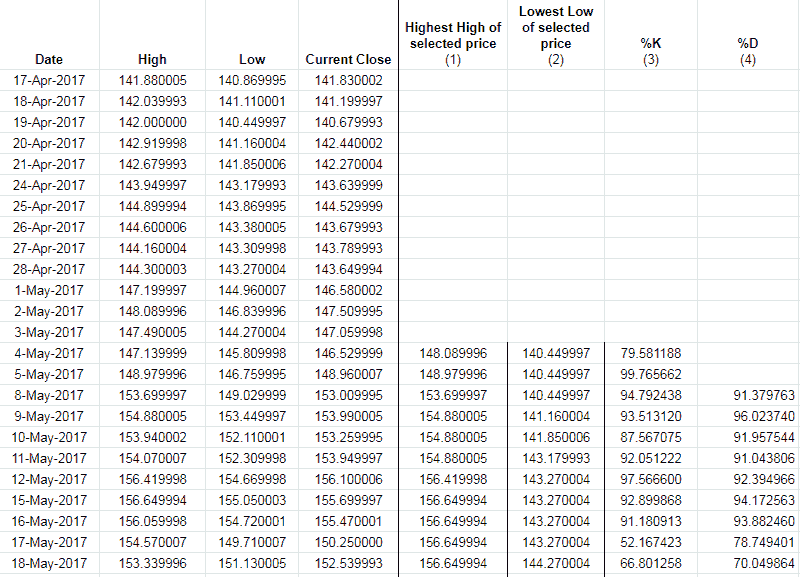 Date High Low Current Close Highest High of selected price (1) Lowest Low of selected price (2) %K (3) %D (4)
17-Apr-2017 141.880005 140.869995 141.830002
18-Apr-2017 142.039993 141.110001 141.199997
19-Apr-2017 142.000000 140.449997 140.679993
20-Apr-2017 142.919998 141.160004 142.440002
21-Apr-2017 142.679993 141.850006 142.270004
24-Apr-2017 143.949997 143.179993 143.639999
25-Apr-2017 144.899994 143.869995 144.529999
26-Apr-2017 144.600006 143.380005 143.679993
27-Apr-2017 144.160004 143.309998 143.789993
28-Apr-2017 144.300003 143.270004 143.649994
1-May-2017 147.199997 144.960007 146.580002
2-May-2017 148.089996 146.839996 147.509995
3-May-2017 147.490005 144.270004 147.059998
4-May-2017 147.139999 145.809998 146.529999 148.089996 140.449997 79.581188
5-May-2017 148.979996 146.759995 148.960007 148.979996 140.449997 99.765662
8-May-2017 153.699997 149.029999 153.009995 153.699997 140.449997 94.792438 91.379763
9-May-2017 154.880005 153.449997 153.990005 154.880005 141.160004 93.513120 96.023740
10-May-2017 153.940002 152.110001 153.259995 154.880005 141.850006 87.567075 91.957544
11-May-2017 154.070007 152.309998 153.949997 154.880005 143.179993 92.051222 91.043806
12-May-2017 156.419998 154.669998 156.100006 156.419998 143.270004 97.566600 92.394966
15-May-2017 156.649994 155.050003 155.699997 156.649994 143.270004 92.899868 94.172563
16-May-2017 156.059998 154.720001 155.470001 156.649994 143.270004 91.180913 93.882460
17-May-2017 154.570007 149.710007 150.250000 156.649994 143.270004 52.167423 78.749401
18-May-2017 153.339996 151.130005 152.539993 156.649994 144.270004 66.801258 70.049864